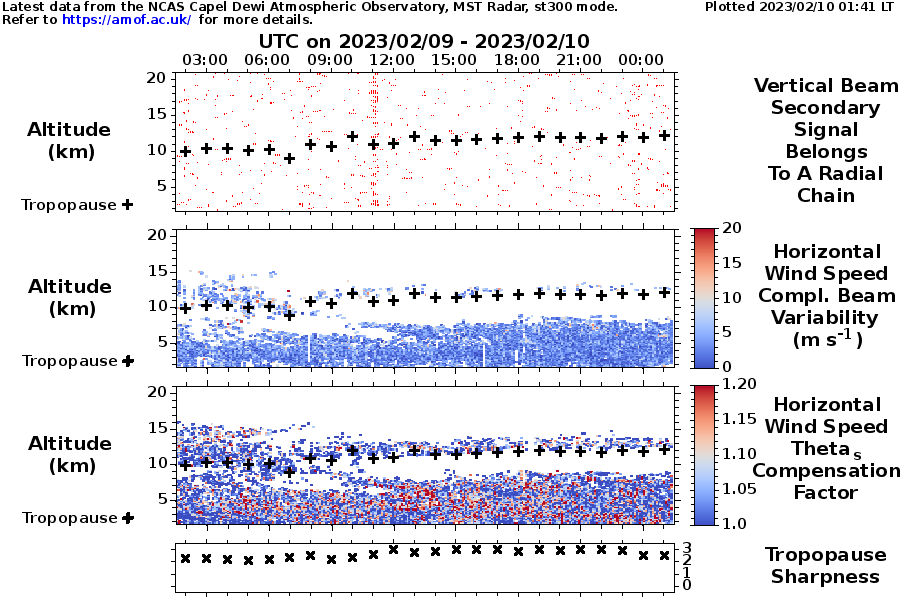 Latest data from the NCAS Capel Dewi Atmospheric Observatory, MST Radar, st300 mode.
Plotted 2023/02/10 01:41 LT
Refer to https://amof.ac.uk/ for more details.
UTC on 2023/02/09 - 2023/02/10
03:00 06:00 09:00 12:00 15:00 18:00 21:00 00:00
20
15
10
5
Altitude
(km)
Tropopause +
Vertical Beam
Secondary
Signal
Belongs
To A Radial
Chain
20
15
10
5
Altitude
(km)
Tropopause +
20
15
10
5
0
Horizontal
Wind Speed
Compl. Beam
Variability
(m s-1)
20
15
10
5
Altitude
(km)
Tropopause +
1.20
1.15
1.10
1.05
1.0
Horizontal
Wind Speed
Theta s
Compensation
Factor
3
2
1
0
Tropopause
Sharpness